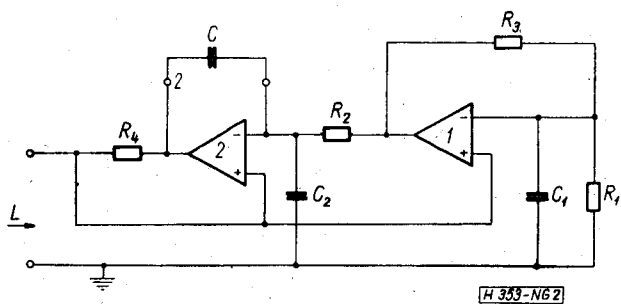 C
R₃
2
R₄
R₂
−
2
+
−
1
+
C₂
C₁
R₁
L
H 353-NG2